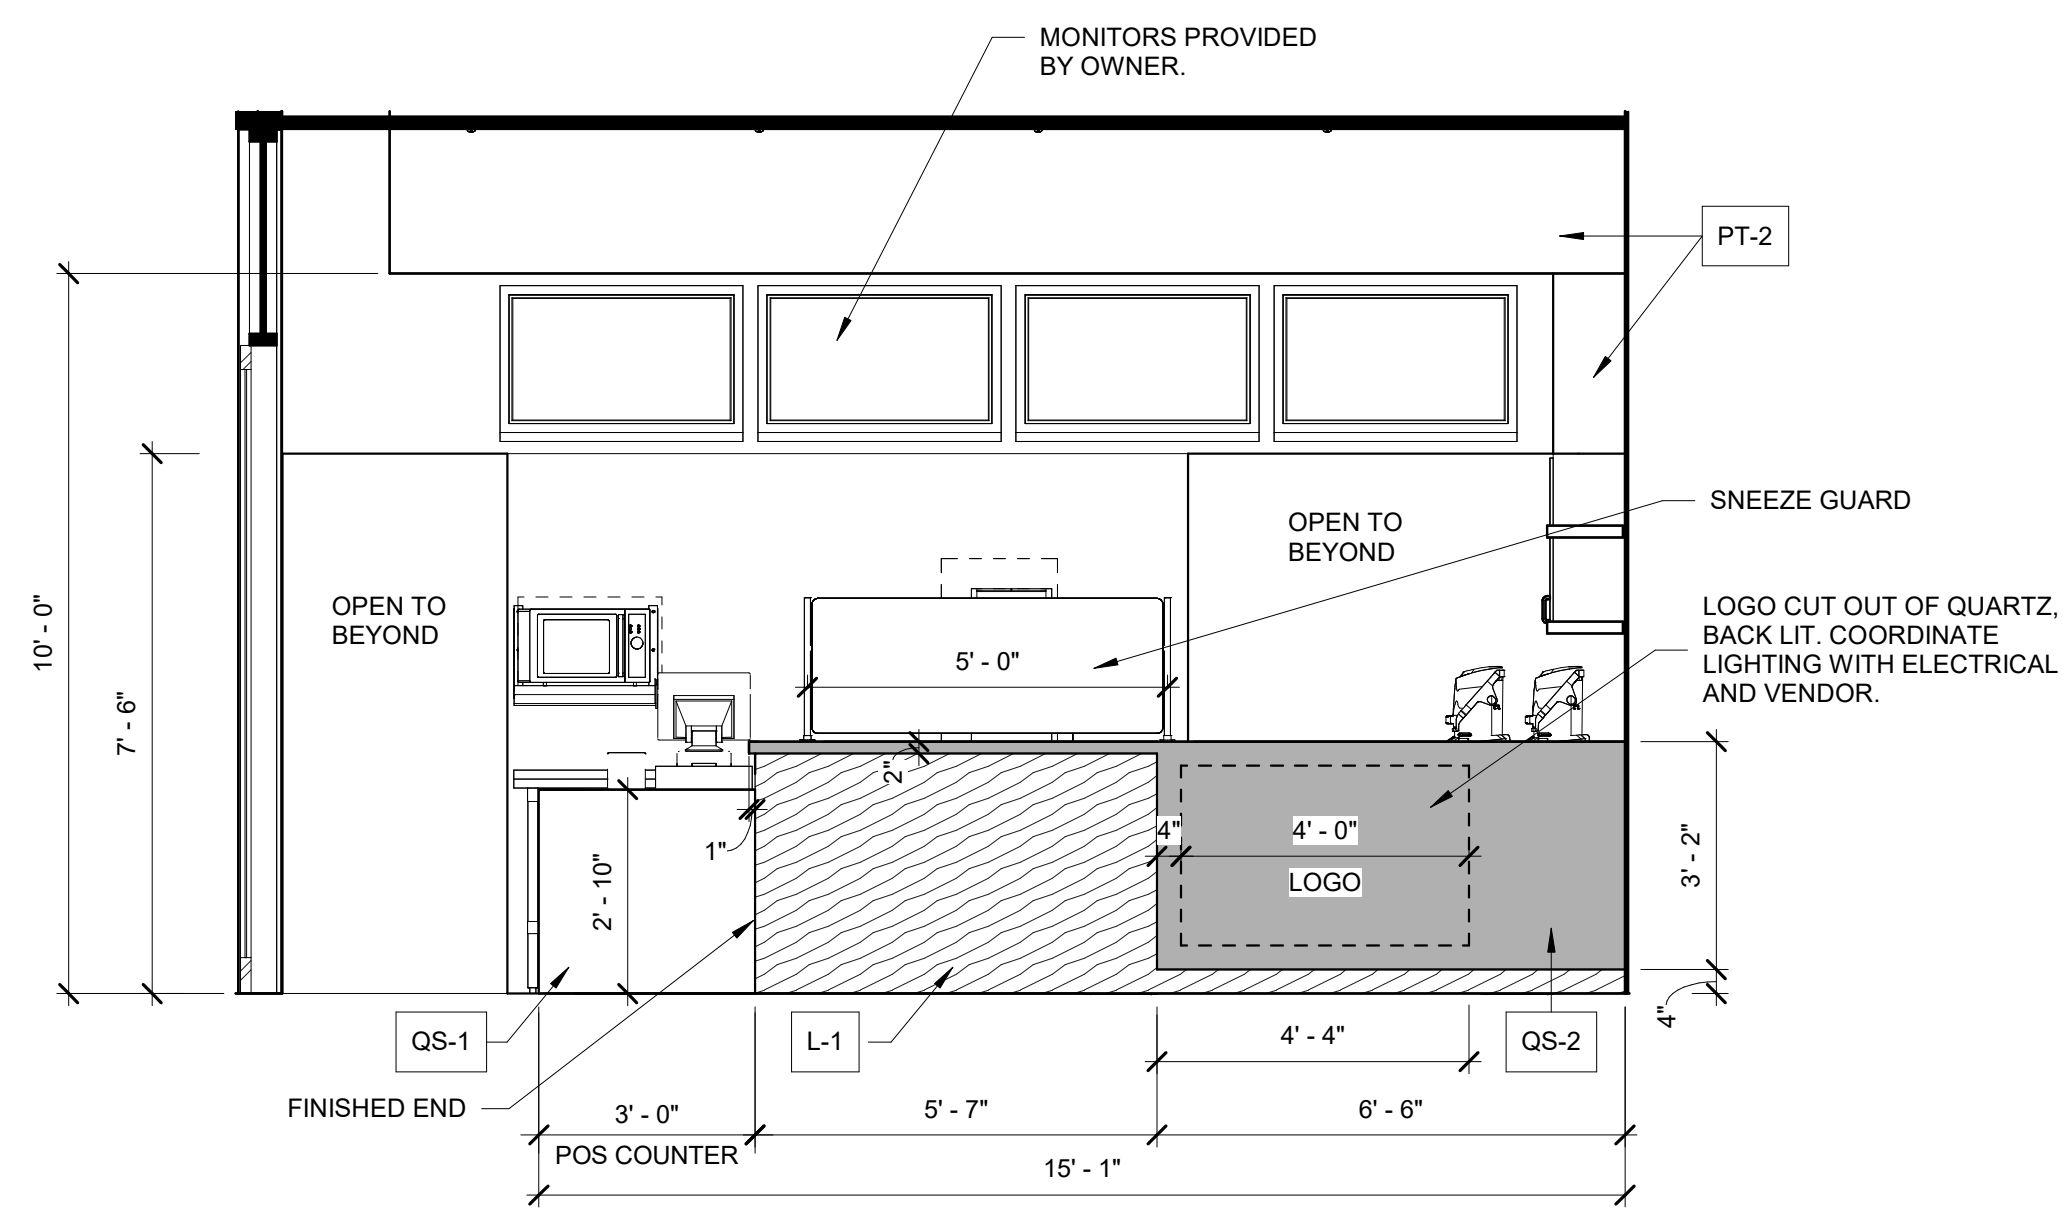 MONITORS PROVIDED
BY OWNER.
PT-2
SNEEZE GUARD
OPEN TO
BEYOND
OPEN TO
BEYOND
LOGO CUT OUT OF QUARTZ,
BACK LIT. COORDINATE
LIGHTING WITH ELECTRICAL
AND VENDOR.
10' - 0"
7' - 6"
5' - 0"
2"
1"
2' - 10"
4"
4' - 0"
LOGO
3' - 2"
4"
QS-1
L-1
4' - 4"
QS-2
FINISHED END
3' - 0"
5' - 7"
6' - 6"
POS COUNTER
15' - 1"